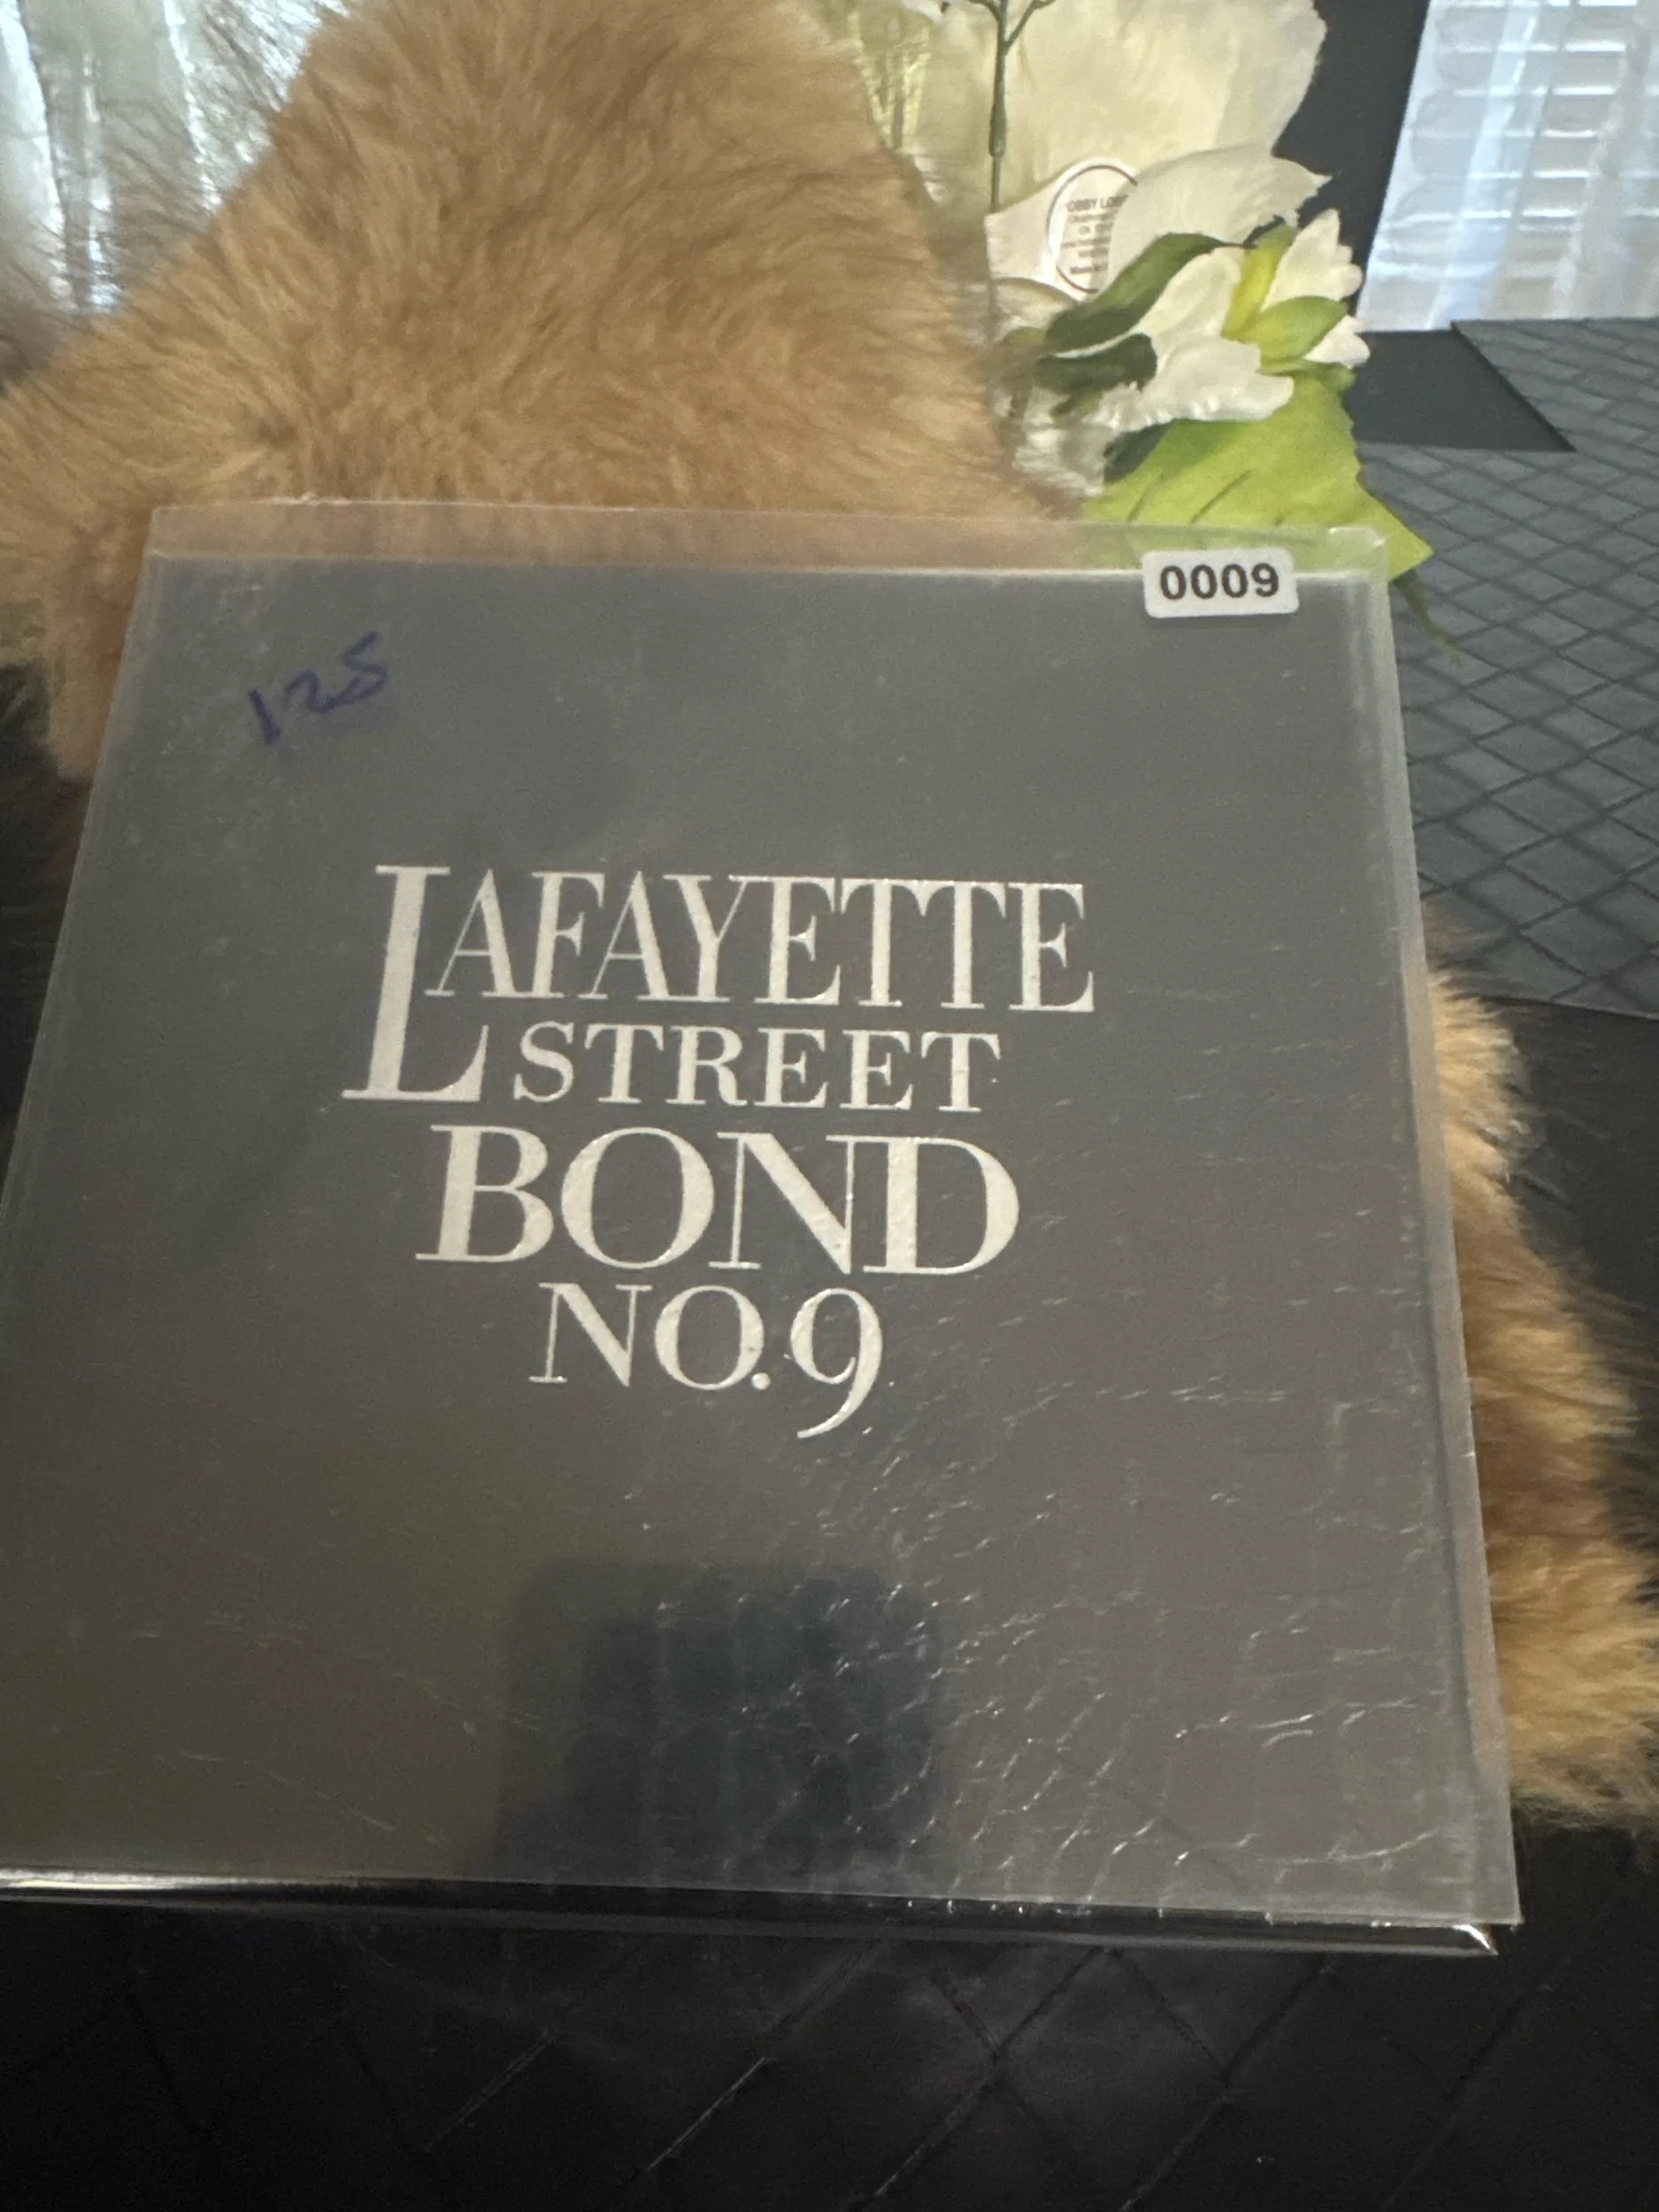 0009
125
LAFAYETTE
STREET
BOND
NO.9